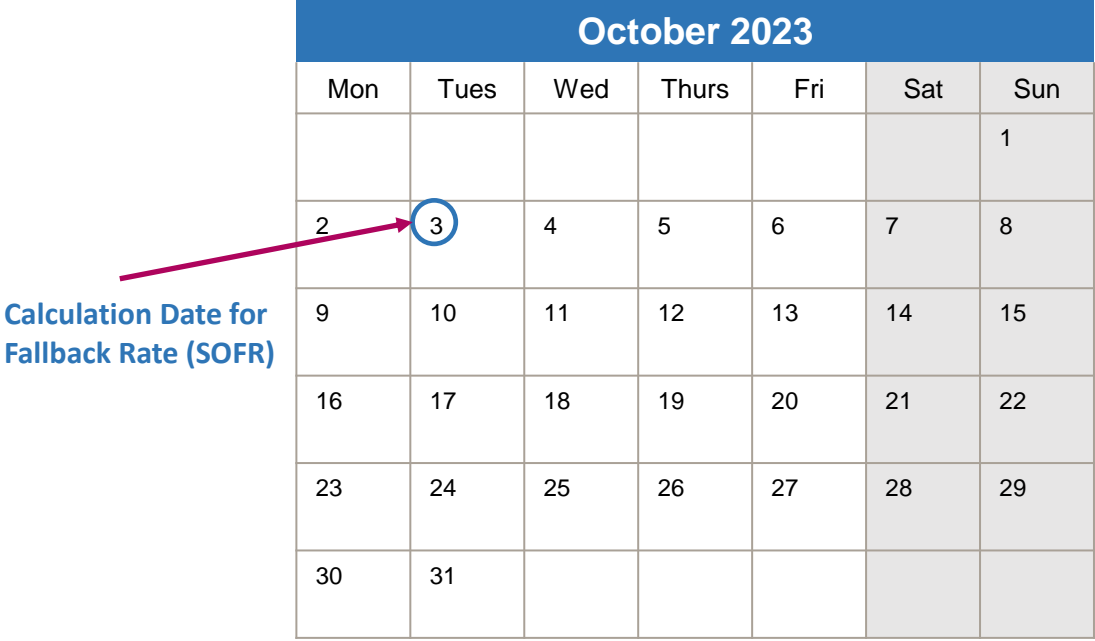 October 2023
Mon Tues Wed Thurs Fri Sat Sun
1
2 3 4 5 6 7 8
Calculation Date for
Fallback Rate (SOFR)
9 10 11 12 13 14 15
16 17 18 19 20 21 22
23 24 25 26 27 28 29
30 31